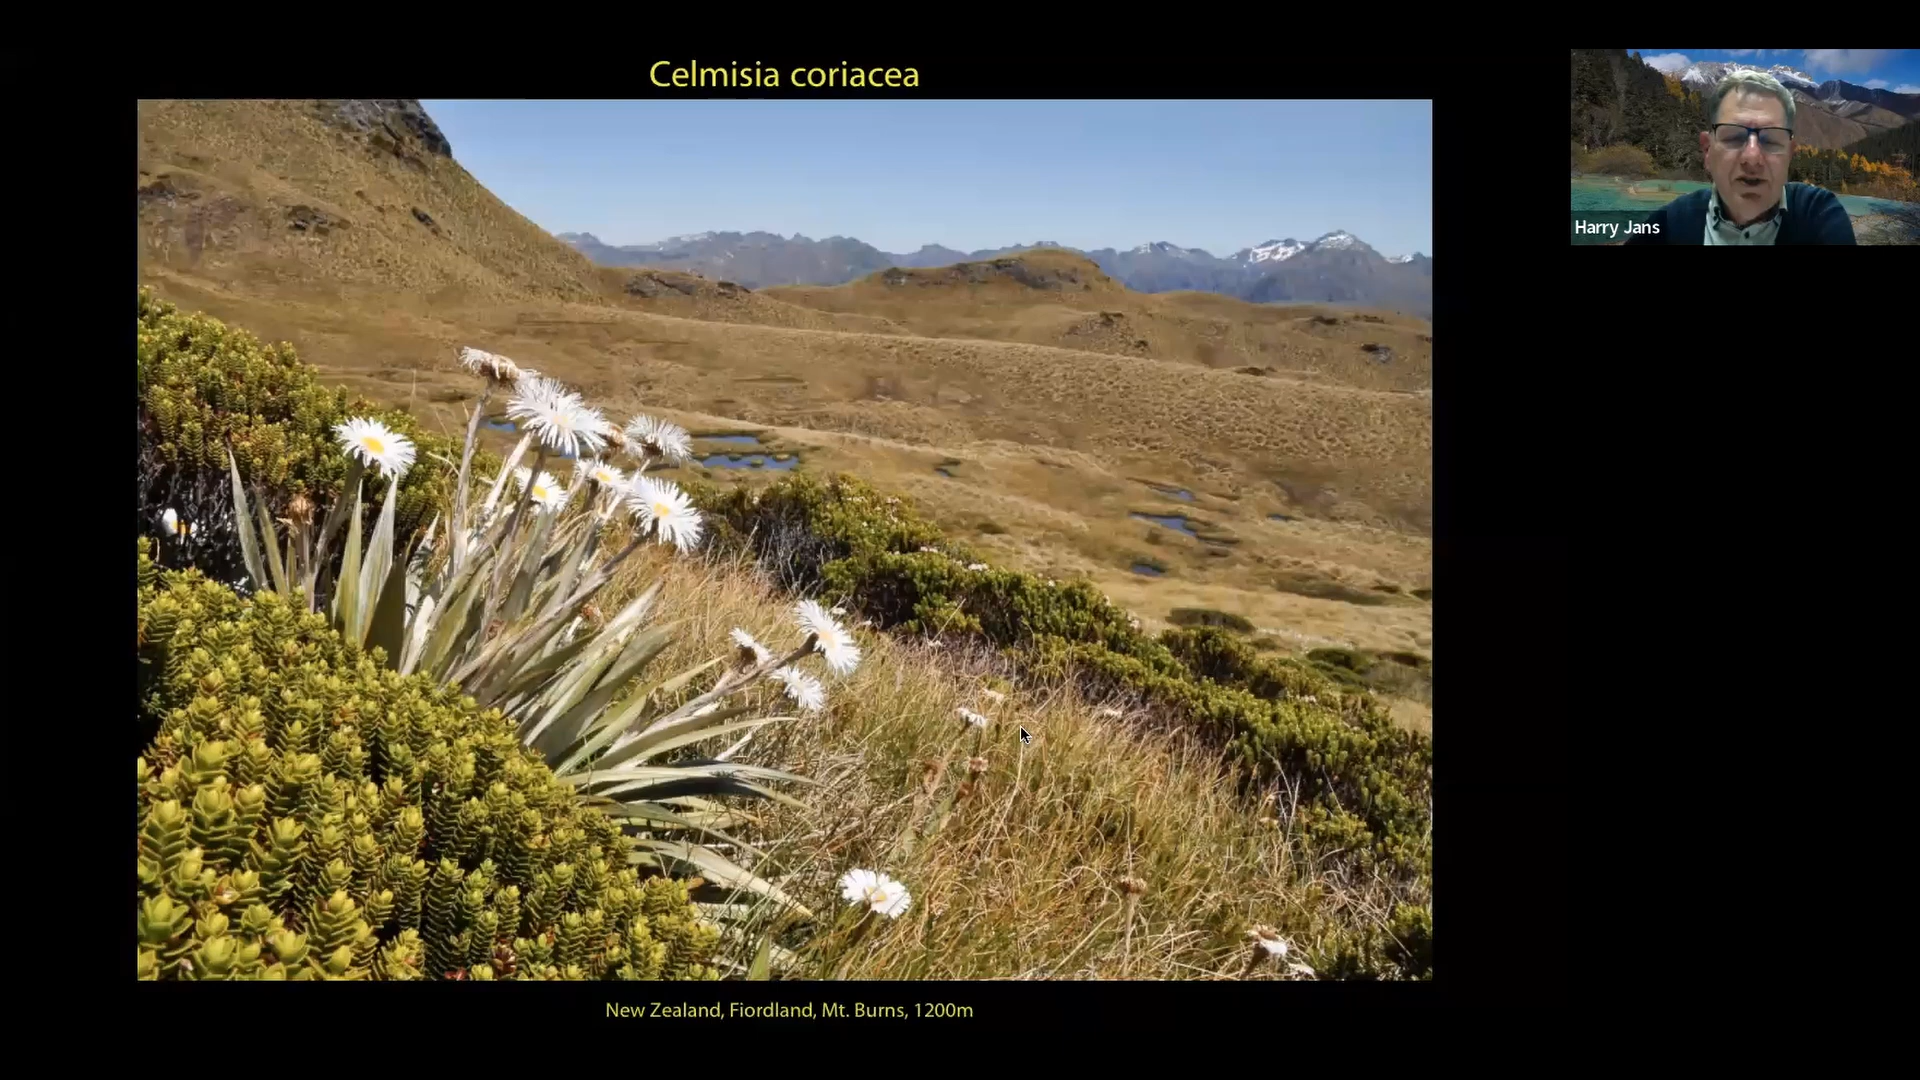 Celmisia coriacea
Harry Jans
New Zealand, Fiordland, Mt. Burns, 1200m